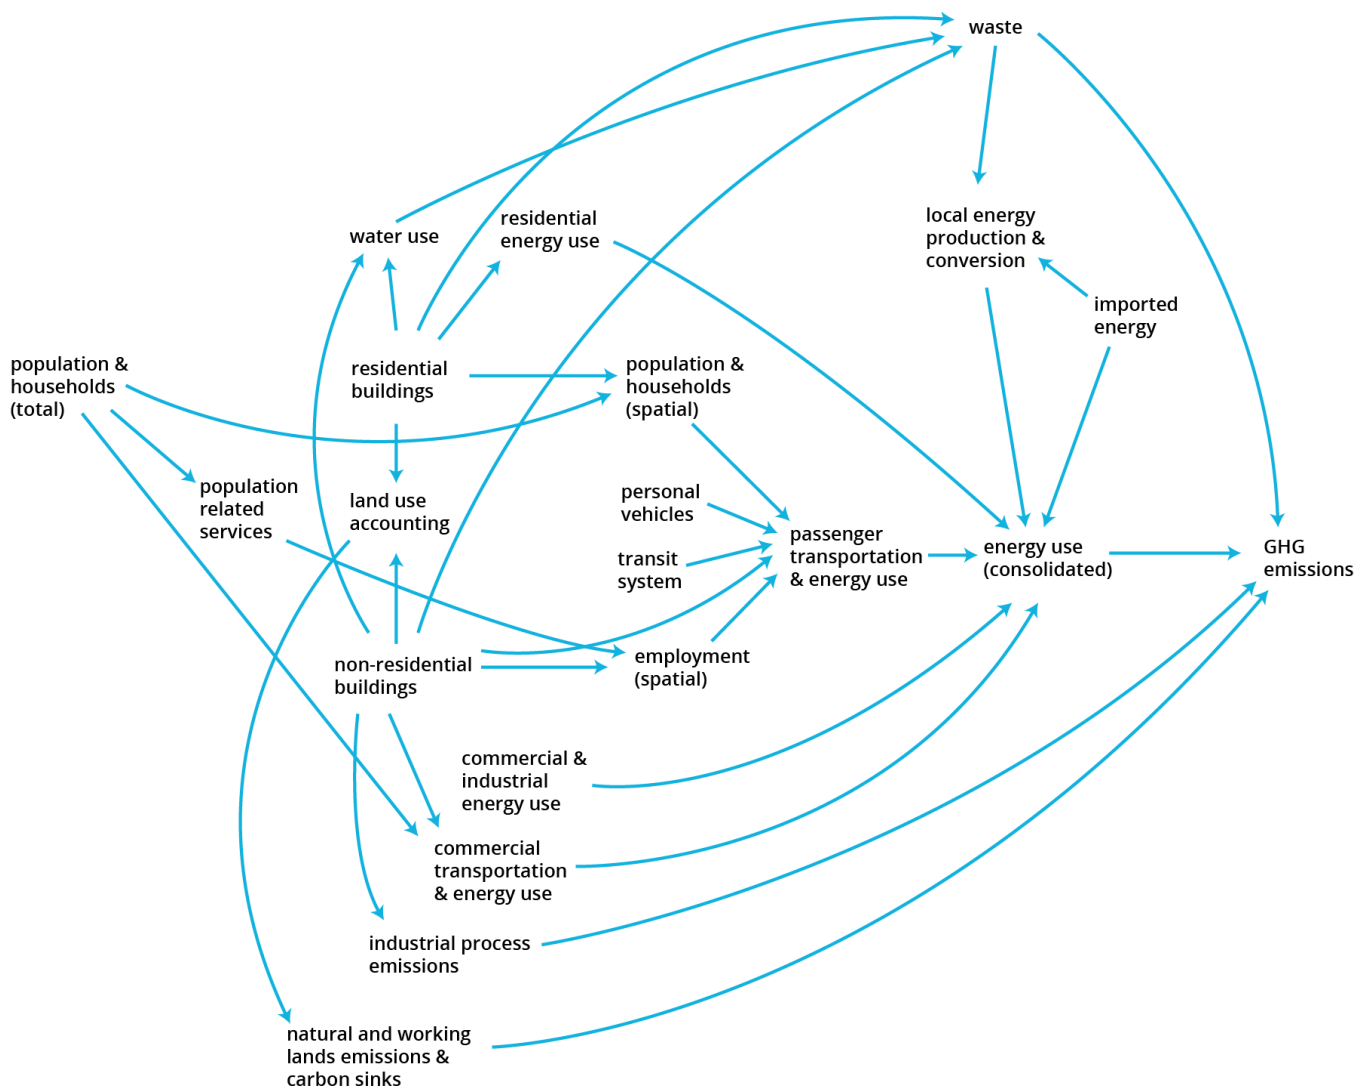 waste
water use
residential
energy use
local energy
production &
conversion
imported
energy
population &
households
(total)
residential
buildings
population &
households
(spatial)
population
related
services
land use
accounting
personal
vehicles
transit
system
passenger
transportation
& energy use
energy use
(consolidated)
GHG
emissions
non-residential
buildings
employment
(spatial)
commercial &
industrial
energy use
commercial
transportation
& energy use
industrial process
emissions
natural and working
lands emissions &
carbon sinks